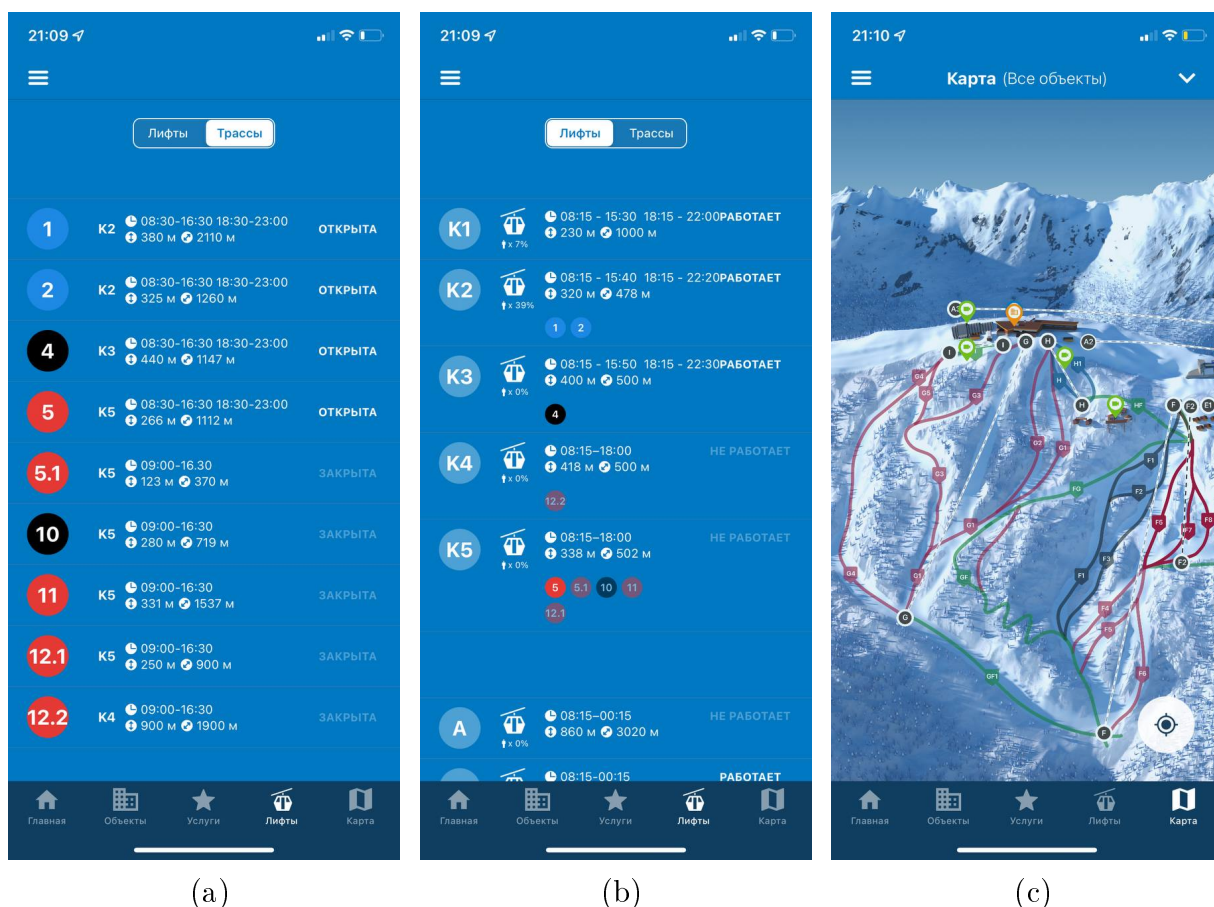 21:09
Лифты Трассы
1 K2 08:30-16:30 18:30-23:00 ОТКРЫТА
380 м 2110 м
2 K2 08:30-16:30 18:30-23:00 ОТКРЫТА
325 м 1260 м
4 K3 08:30-16:30 18:30-23:00 ОТКРЫТА
440 м 1147 м
5 K5 08:30-16:30 18:30-23:00 ОТКРЫТА
266 м 1112 м
5.1 K5 09:00-16.30 ЗАКРЫТА
123 м 370 м
10 K5 09:00-16:30 ЗАКРЫТА
280 м 719 м
11 K5 09:00-16:30 ЗАКРЫТА
331 м 1537 м
12.1 K5 09:00-16:30 ЗАКРЫТА
250 м 900 м
12.2 K4 09:00-16:30 ЗАКРЫТА
900 м 1900 м
Главная Объекты Услуги Лифты Карта
(a)
21:09
Лифты Трассы
K1 08:15 - 15:30 18:15 - 22:00 РАБОТАЕТ
230 м 1000 м
x 7%
K2 08:15 - 15:40 18:15 - 22:20 РАБОТАЕТ
320 м 478 м
x 39%
1 2
K3 08:15 - 15:50 18:15 - 22:30 РАБОТАЕТ
400 м 500 м
x 0%
4
K4 08:15–18:00 НЕ РАБОТАЕТ
418 м 500 м
x 0%
12.2
K5 08:15–18:00 НЕ РАБОТАЕТ
338 м 502 м
x 0%
5 5.1 10 11
12.1
A 08:15–00:15 НЕ РАБОТАЕТ
860 м 3020 м
x 0%
08:15-00:15 РАБОТАЕТ
Главная Объекты Услуги Лифты Карта
(b)
21:10
Карта (Все объекты)
A3
I I G H A2
H1
G4 H
G5 G3
H HF F F2 E1
G2 G1
F1
G3 FG
F2
G1 F6 F7 F8
F3
G4 G1 GF F1 F2
F4
G F5
GF1 F6
F
Главная Объекты Услуги Лифты Карта
(c)